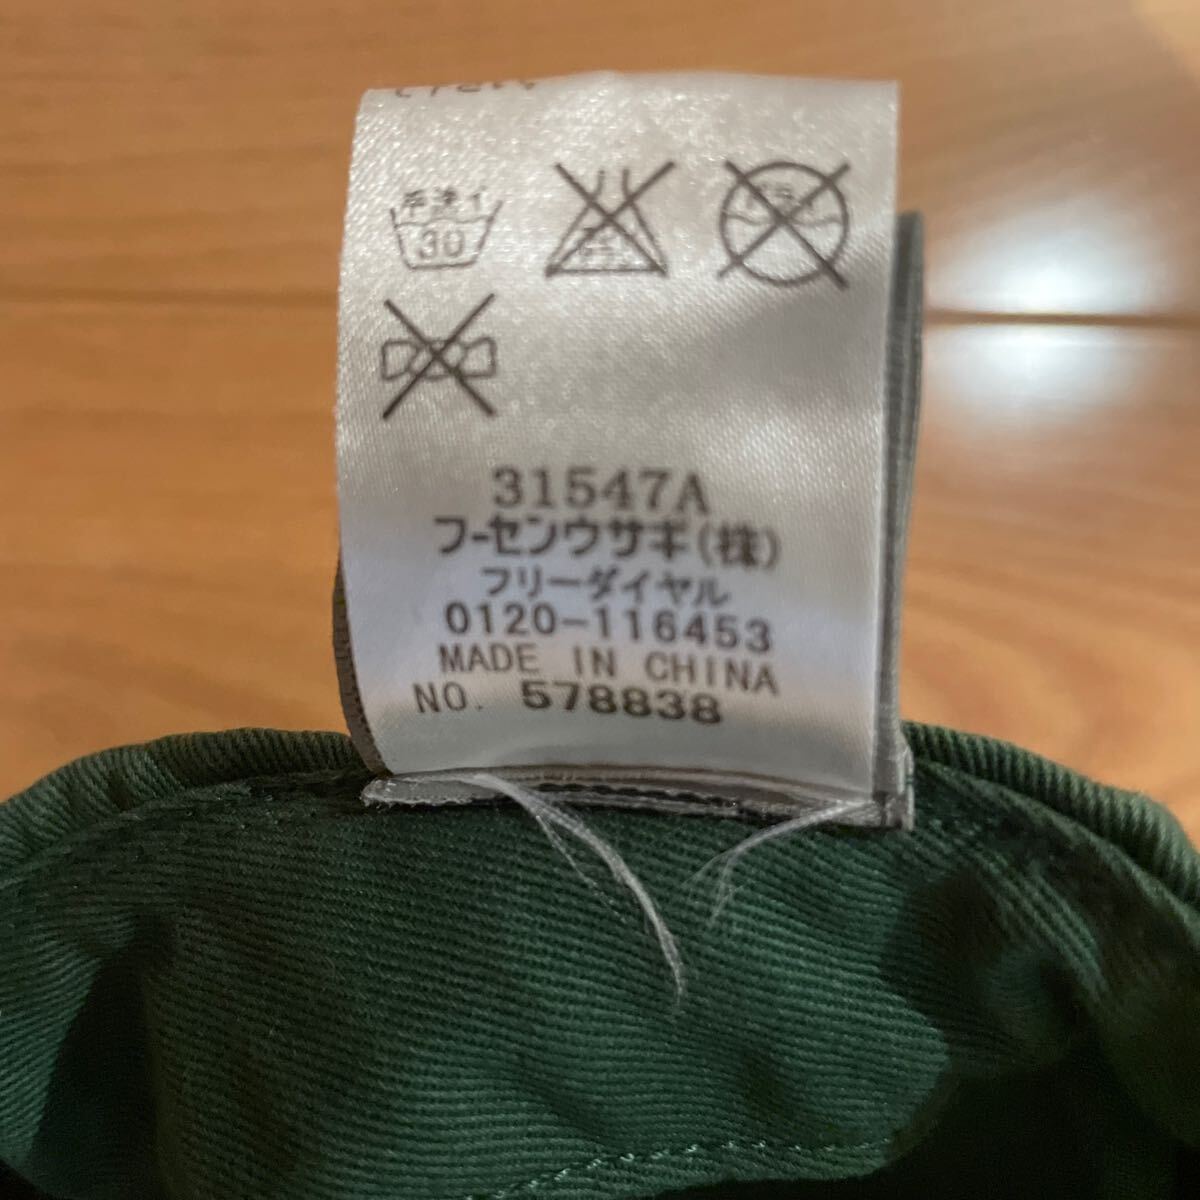 手洗イ
30
31547A
フーセンウサギ(株)
フリーダイヤル
0120-116453
MADE IN CHINA
NO. 578838